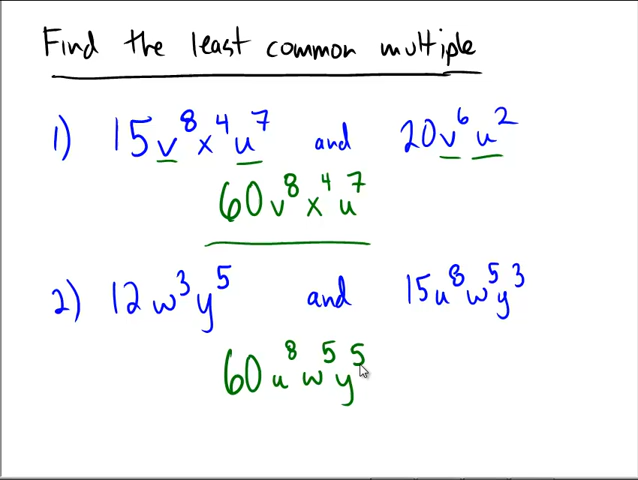 Find the least common multiple
1) 15v⁸x⁴u⁷ and 20v⁶u²
60v⁸x⁴u⁷
2) 12w³y⁵ and 15u⁸w⁵y³
60u⁸w⁵y⁵